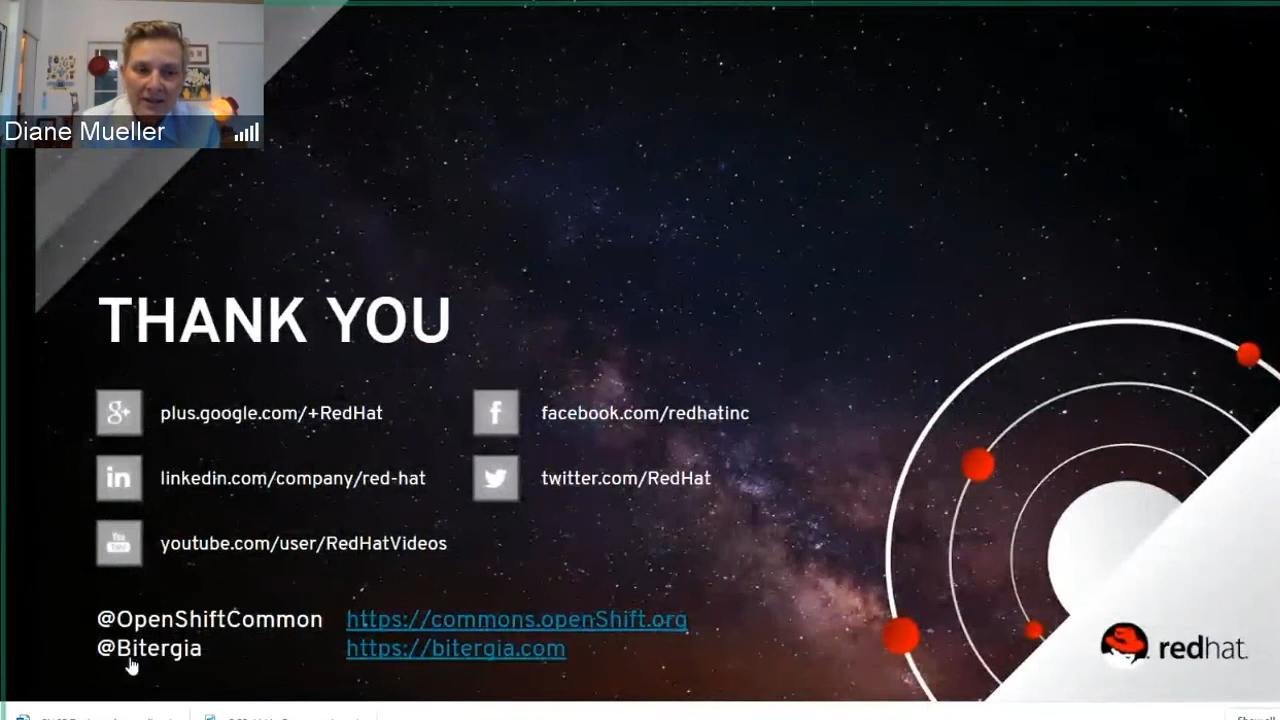 Diane Mueller
THANK YOU
plus.google.com/+RedHat
facebook.com/redhatinc
linkedin.com/company/red-hat
twitter.com/RedHat
youtube.com/user/RedHatVideos
@OpenShiftCommon https://commons.openShift.org
@Bitergia https://bitergia.com
redhat.